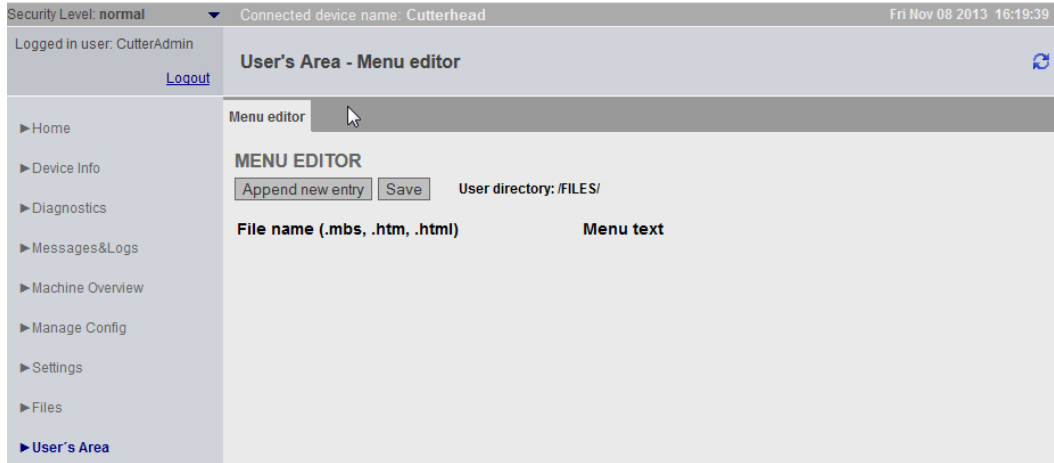 Security Level: normal Connected device name: Cutterhead Fri Nov 08 2013 16:19:39
Logged in user: CutterAdmin
Logout
User's Area - Menu editor
Menu editor
►Home
►Device Info
►Diagnostics
►Messages&Logs
►Machine Overview
►Manage Config
►Settings
►Files
►User´s Area
MENU EDITOR
Append new entry Save User directory: /FILES/
File name (.mbs, .htm, .html) Menu text